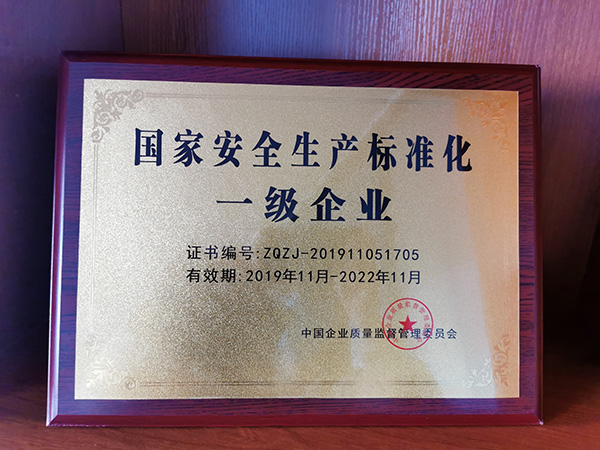 国家安全生产标准化
一级企业
证书编号:ZQZJ-201911051705
有效期:2019年11月-2022年11月
中国企业质量监督管理委员会